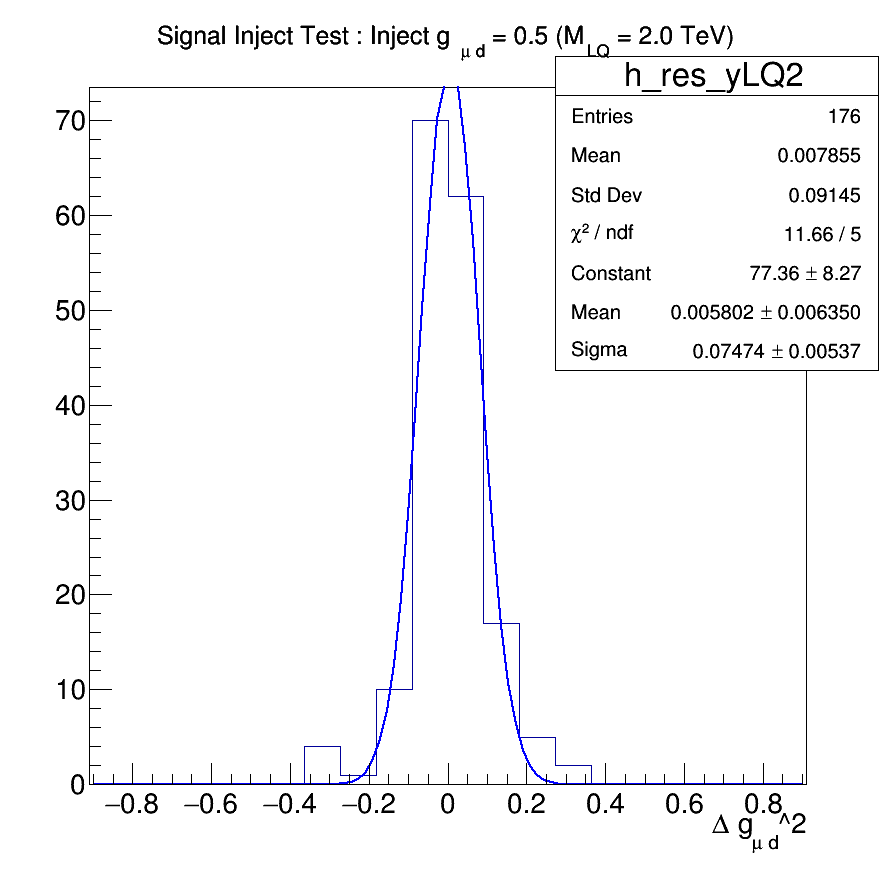 Signal Inject Test : Inject g μ d = 0.5 (M LQ = 2.0 TeV)
h_res_yLQ2
Entries 176
Mean 0.007855
Std Dev 0.09145
χ² / ndf 11.66 / 5
Constant 77.36 ± 8.27
Mean 0.005802 ± 0.006350
Sigma 0.07474 ± 0.00537
70
60
50
40
30
20
10
0
−0.8 −0.6 −0.4 −0.2 0 0.2 0.4 0.6 0.8
Δ g μ d^2